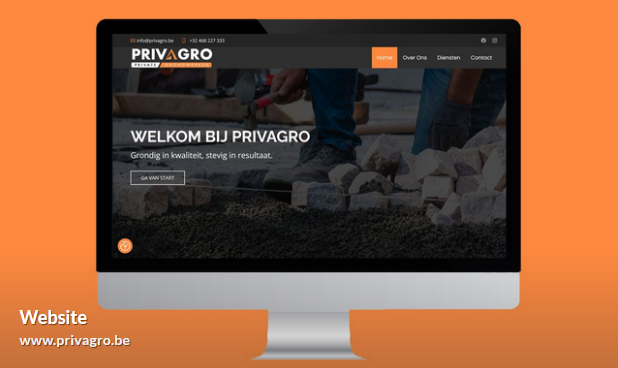 info@privagro.be +32 468 227 333
PRIVAGRO
PRIVATE GRONDWERKEN
Home Over Ons Diensten Contact
WELKOM BIJ PRIVAGRO
Grondig in kwaliteit, stevig in resultaat.
GA VAN START
Website
www.privagro.be